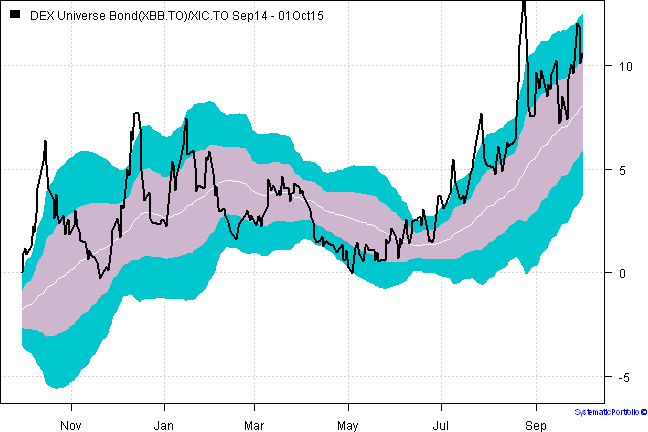 DEX Universe Bond(XBB.TO)/XIC.TO Sep14 - 01Oct15
10
5
0
-5
Nov Jan Mar May Jul Sep
SystematicPortfolio ©